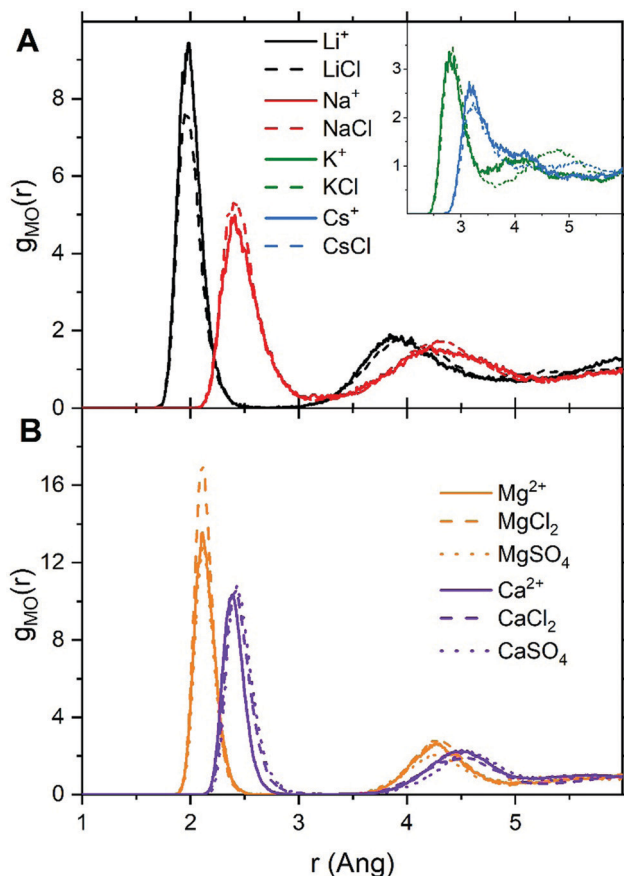 A
Li⁺
LiCl
Na⁺
NaCl
K⁺
KCl
Cs⁺
CsCl
3
2
1
3 4 5
8
6
4
2
0
g_MO(r)
B
Mg²⁺
MgCl₂
MgSO₄
Ca²⁺
CaCl₂
CaSO₄
16
12
8
4
0
g_MO(r)
1 2 3 4 5
r (Ang)